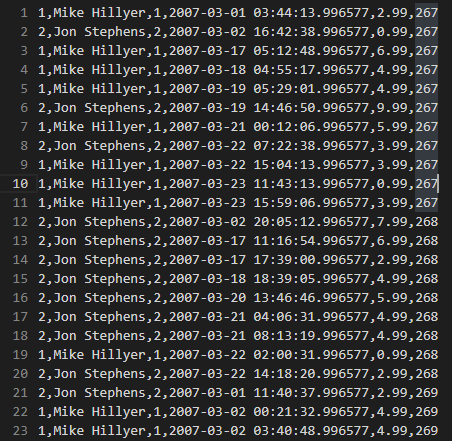 1 1,Mike Hillyer,1,2007-03-01 03:44:13.996577,2.99,267
2 2,Jon Stephens,1,2007-03-02 16:42:38.996577,0.99,267
3 1,Mike Hillyer,1,2007-03-17 05:12:48.996577,6.99,267
4 1,Mike Hillyer,1,2007-03-18 04:55:17.996577,4.99,267
5 1,Mike Hillyer,1,2007-03-19 05:29:01.996577,4.99,267
6 2,Jon Stephens,2,2007-03-19 14:46:50.996577,9.99,267
7 1,Mike Hillyer,1,2007-03-21 00:12:06.996577,5.99,267
8 2,Jon Stephens,2,2007-03-22 07:22:38.996577,3.99,267
9 1,Mike Hillyer,1,2007-03-22 15:04:13.996577,3.99,267
10 1,Mike Hillyer,1,2007-03-23 11:43:13.996577,0.99,267
11 1,Mike Hillyer,1,2007-03-23 15:59:06.996577,3.99,267
12 2,Jon Stephens,2,2007-03-02 20:05:12.996577,7.99,268
13 2,Jon Stephens,2,2007-03-17 11:16:54.996577,6.99,268
14 2,Jon Stephens,2,2007-03-17 17:39:00.996577,2.99,268
15 2,Jon Stephens,2,2007-03-18 18:39:05.996577,4.99,268
16 2,Jon Stephens,2,2007-03-20 13:46:46.996577,5.99,268
17 2,Jon Stephens,2,2007-03-21 04:06:31.996577,4.99,268
18 2,Jon Stephens,2,2007-03-21 08:13:19.996577,4.99,268
19 1,Mike Hillyer,1,2007-03-22 02:00:31.996577,0.99,268
20 2,Jon Stephens,2,2007-03-22 14:18:20.996577,2.99,268
21 2,Jon Stephens,2,2007-03-01 11:40:37.996577,2.99,269
22 1,Mike Hillyer,1,2007-03-02 00:21:32.996577,4.99,269
23 1,Mike Hillyer,1,2007-03-02 03:40:48.996577,4.99,269